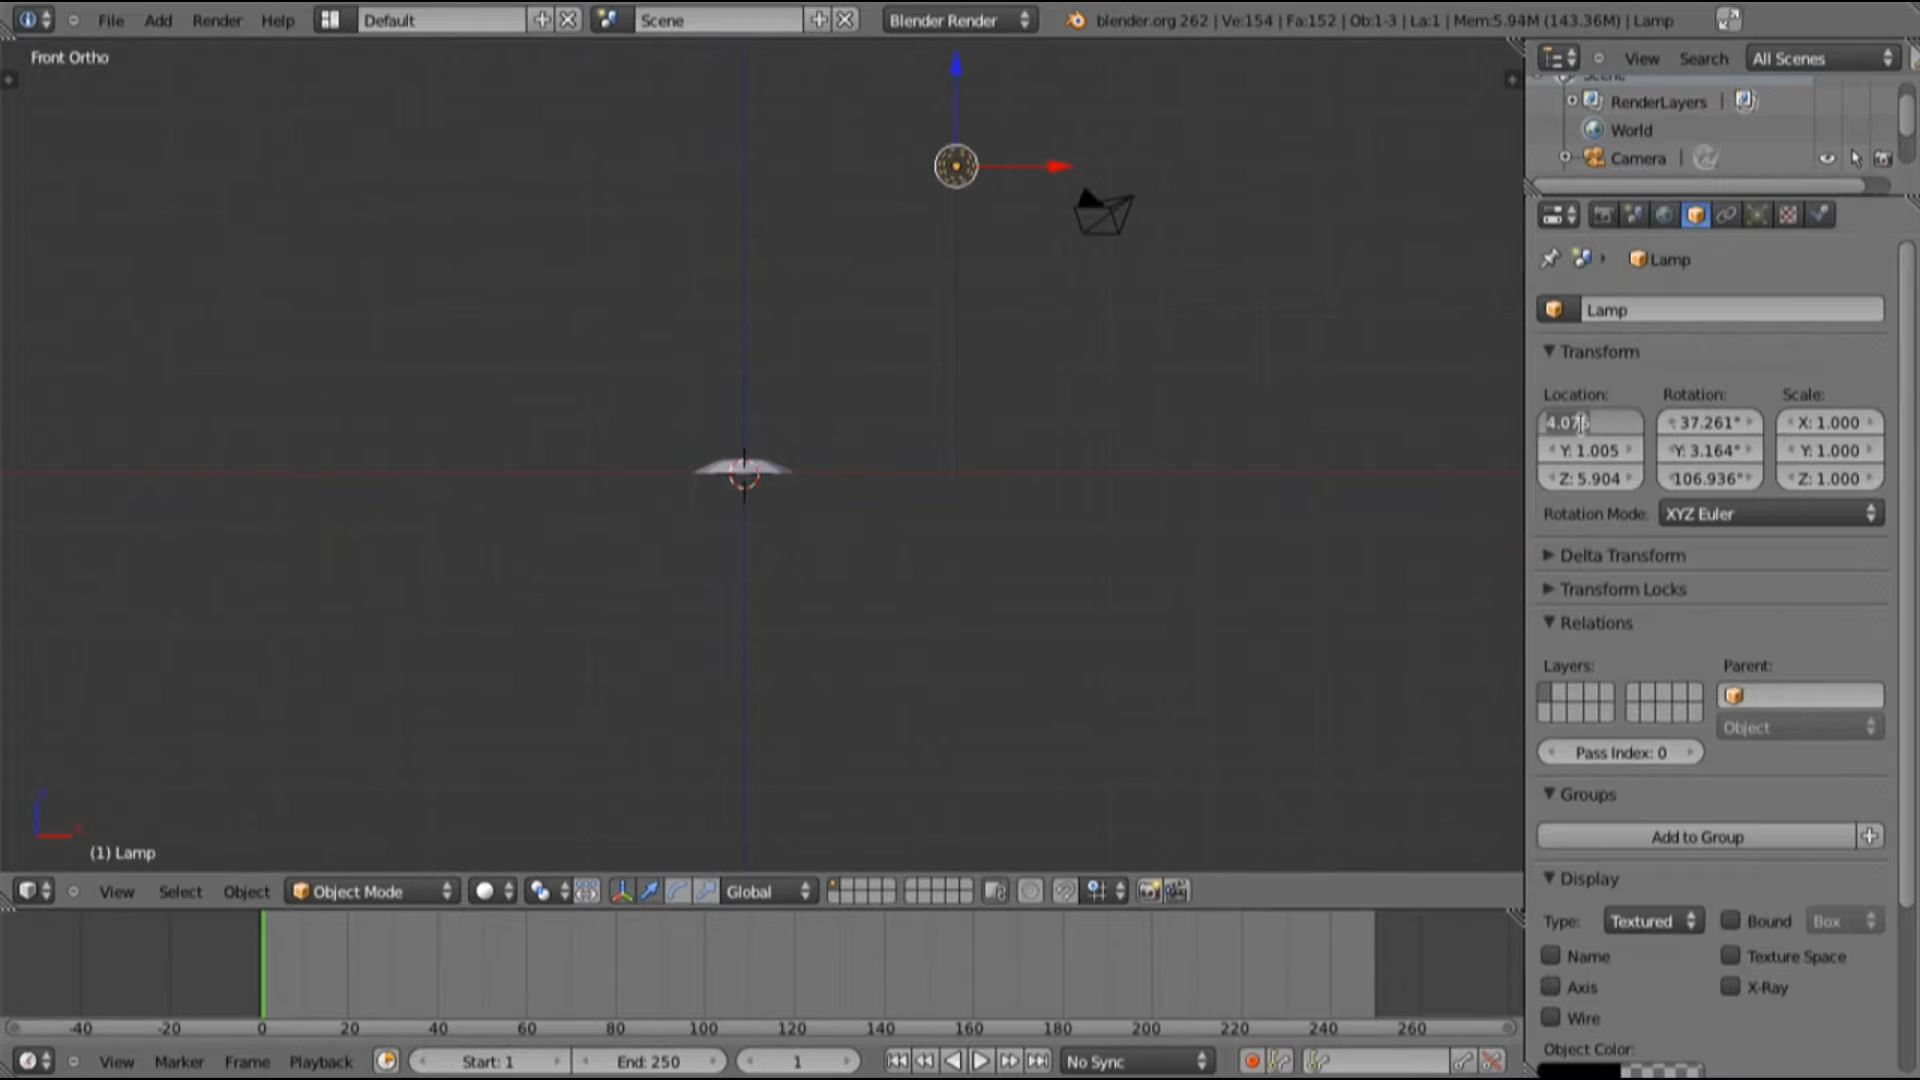 File Add Render Help Default Scene Blender Render blender.org 262 | Ve:154 | Fa:152 | Ob:1-3 | La:1 | Mem:5.94M (143.36M) | Lamp
Front Ortho
View Search All Scenes
RenderLayers |
World
Camera |
Lamp
Lamp
Transform
Location: Rotation: Scale:
37.261° X: 1.000
Y: 1.005 Y: 3.164° Y: 1.000
Z: 5.904 106.936° Z: 1.000
Rotation Mode: XYZ Euler
Delta Transform
Transform Locks
Relations
Layers: Parent:
Object
Pass Index: 0
Groups
Add to Group
Display
Type: Textured Bound Box
Name Texture Space
Axis X-Ray
Wire
Object Color:
(1) Lamp
View Select Object Object Mode Global
-40 -20 0 20 40 60 80 100 120 140 160 180 200 220 240 260
View Marker Frame Playback Start: 1 End: 250 1 No Sync